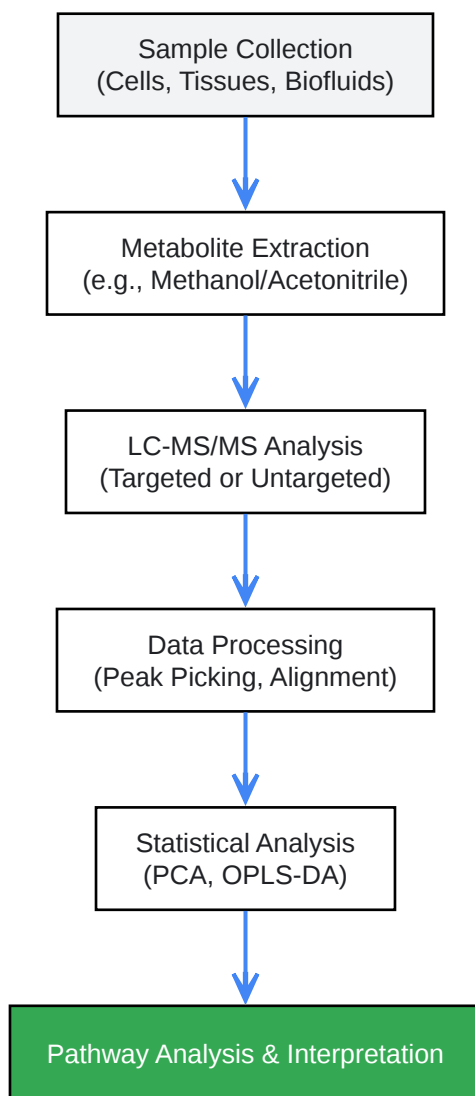 Sample Collection
(Cells, Tissues, Biofluids)
Metabolite Extraction
(e.g., Methanol/Acetonitrile)
LC-MS/MS Analysis
(Targeted or Untargeted)
Data Processing
(Peak Picking, Alignment)
Statistical Analysis
(PCA, OPLS-DA)
Pathway Analysis & Interpretation